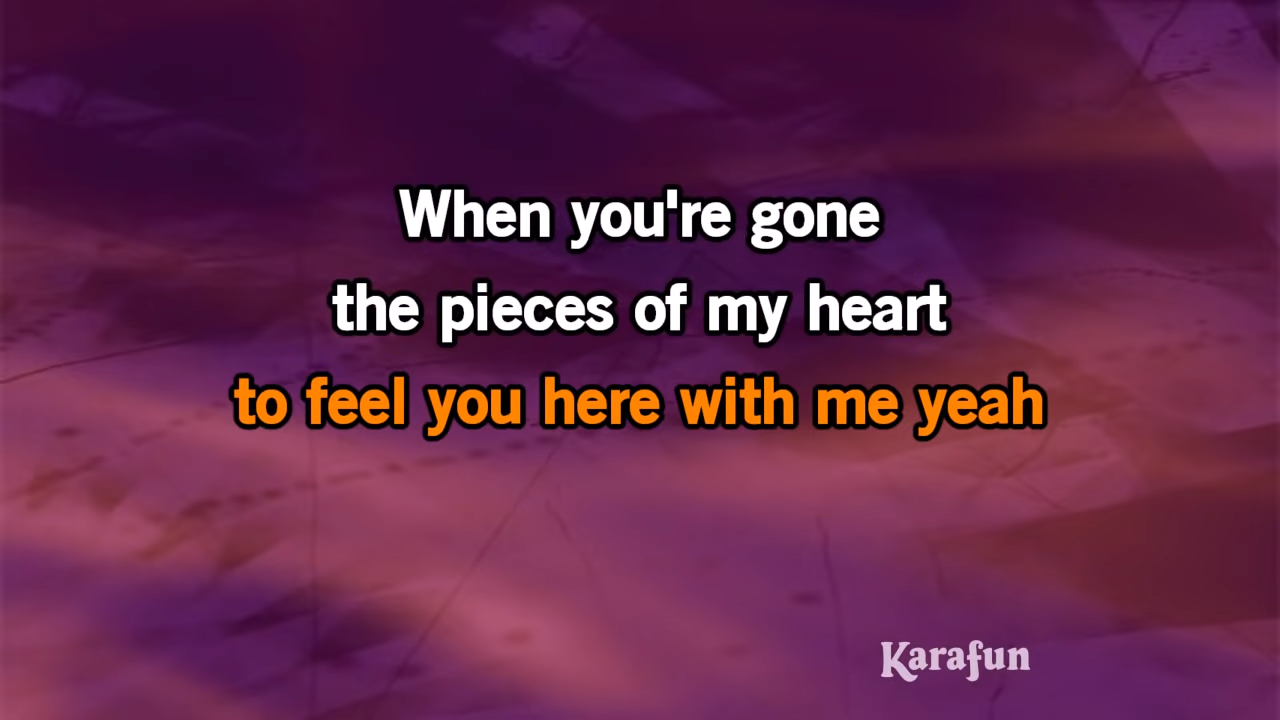 When you're gone
the pieces of my heart
to feel you here with me yeah
Karafun